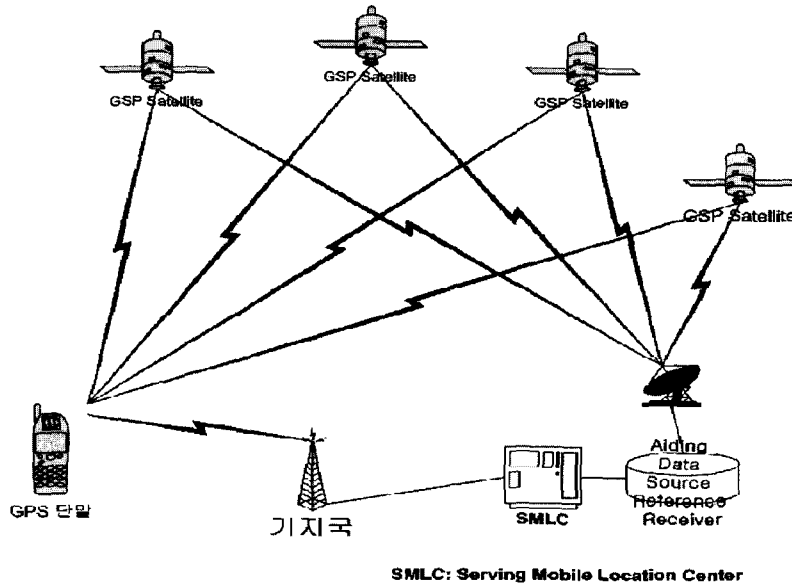 GSP Satellite
GSP Satellite
GSP Satellite
GSP Satellite
Aiding
Data
Source
Reference
Receiver
GPS 단말
기지국
SMLC
SMLC: Serving Mobile Location Center